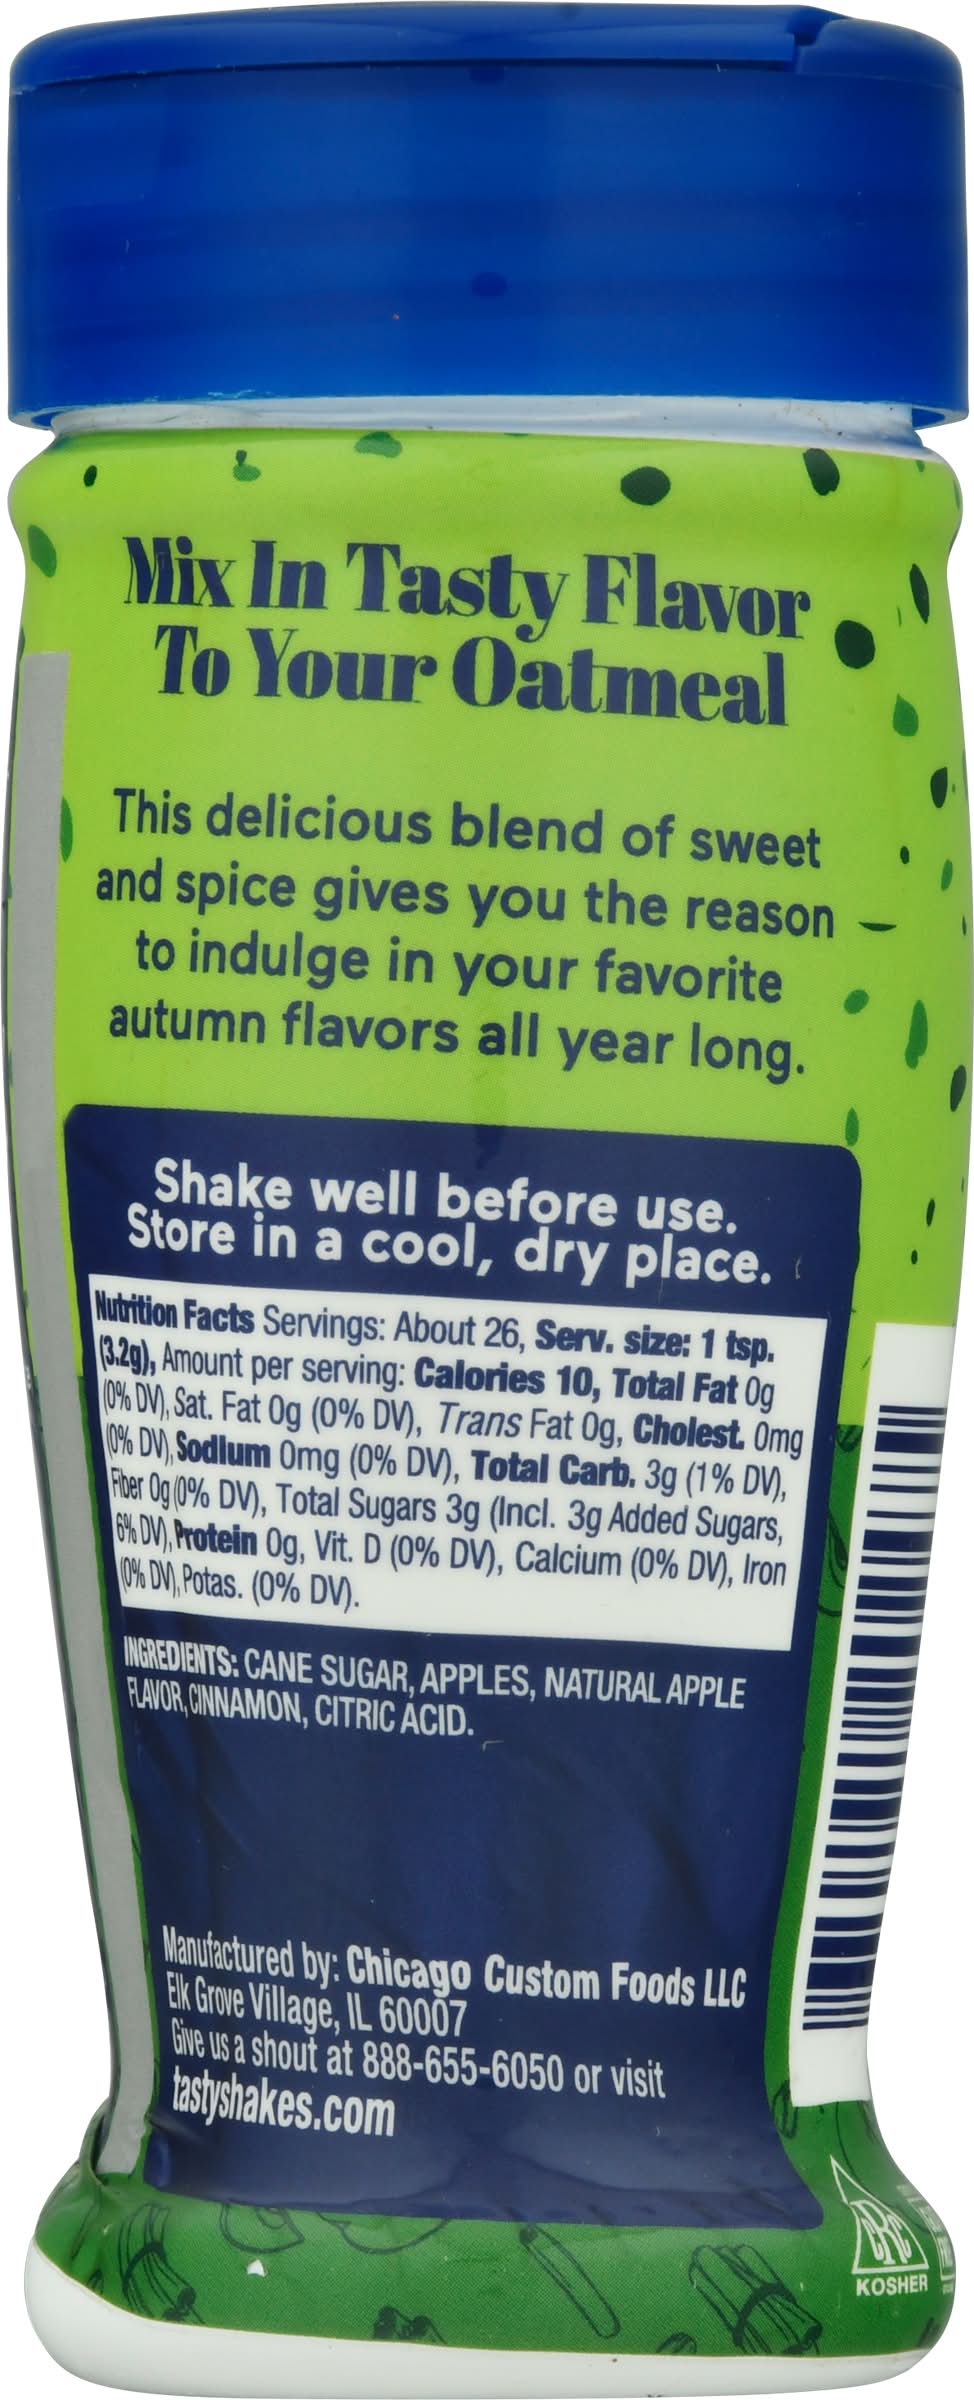 Mix In Tasty Flavor
To Your Oatmeal
This delicious blend of sweet
and spice gives you the reason
to indulge in your favorite
autumn flavors all year long.
Shake well before use.
Store in a cool, dry place.
Nutrition Facts Servings: About 26, Serv. size: 1 tsp.
(3.2g), Amount per serving: Calories 10, Total Fat 0g
(0% DV), Sat. Fat 0g (0% DV), Trans Fat 0g, Cholest. 0mg
(0% DV), Sodium 0mg (0% DV), Total Carb. 3g (1% DV),
Fiber 0g (0% DV), Total Sugars 3g (Incl. 3g Added Sugars,
6% DV), Protein 0g, Vit. D (0% DV), Calcium (0% DV), Iron
(0% DV), Potas. (0% DV).
INGREDIENTS: CANE SUGAR, APPLES, NATURAL APPLE
FLAVOR, CINNAMON, CITRIC ACID.
Manufactured by: Chicago Custom Foods LLC
Elk Grove Village, IL 60007
Give us a shout at 888-655-6050 or visit
tastyshakes.com
cRc
KOSHER